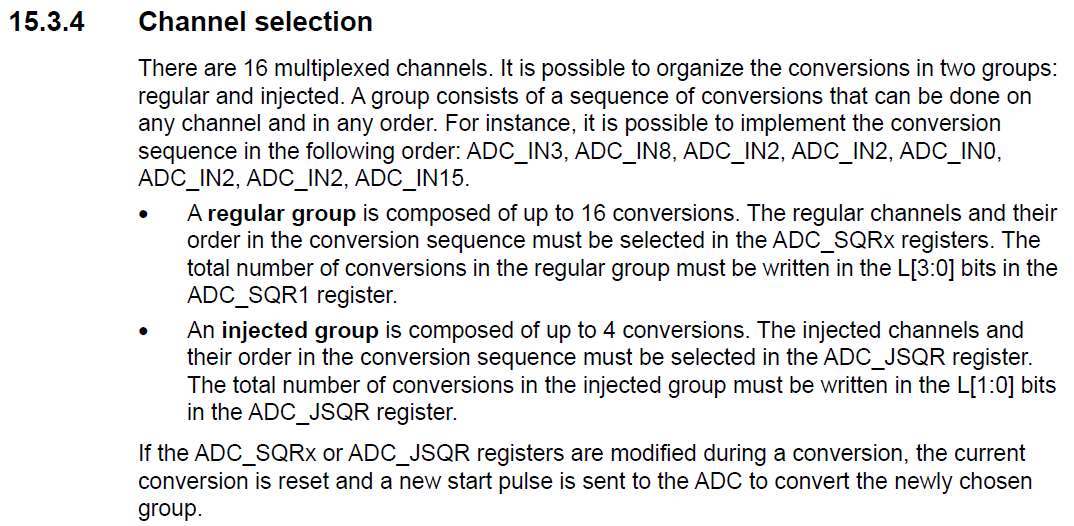 15.3.4 Channel selection
There are 16 multiplexed channels. It is possible to organize the conversions in two groups:
regular and injected. A group consists of a sequence of conversions that can be done on
any channel and in any order. For instance, it is possible to implement the conversion
sequence in the following order: ADC_IN3, ADC_IN8, ADC_IN2, ADC_IN2, ADC_IN0,
ADC_IN2, ADC_IN2, ADC_IN15.
• A regular group is composed of up to 16 conversions. The regular channels and their
order in the conversion sequence must be selected in the ADC_SQRx registers. The
total number of conversions in the regular group must be written in the L[3:0] bits in the
ADC_SQR1 register.
• An injected group is composed of up to 4 conversions. The injected channels and
their order in the conversion sequence must be selected in the ADC_JSQR register.
The total number of conversions in the injected group must be written in the L[1:0] bits
in the ADC_JSQR register.
If the ADC_SQRx or ADC_JSQR registers are modified during a conversion, the current
conversion is reset and a new start pulse is sent to the ADC to convert the newly chosen
group.